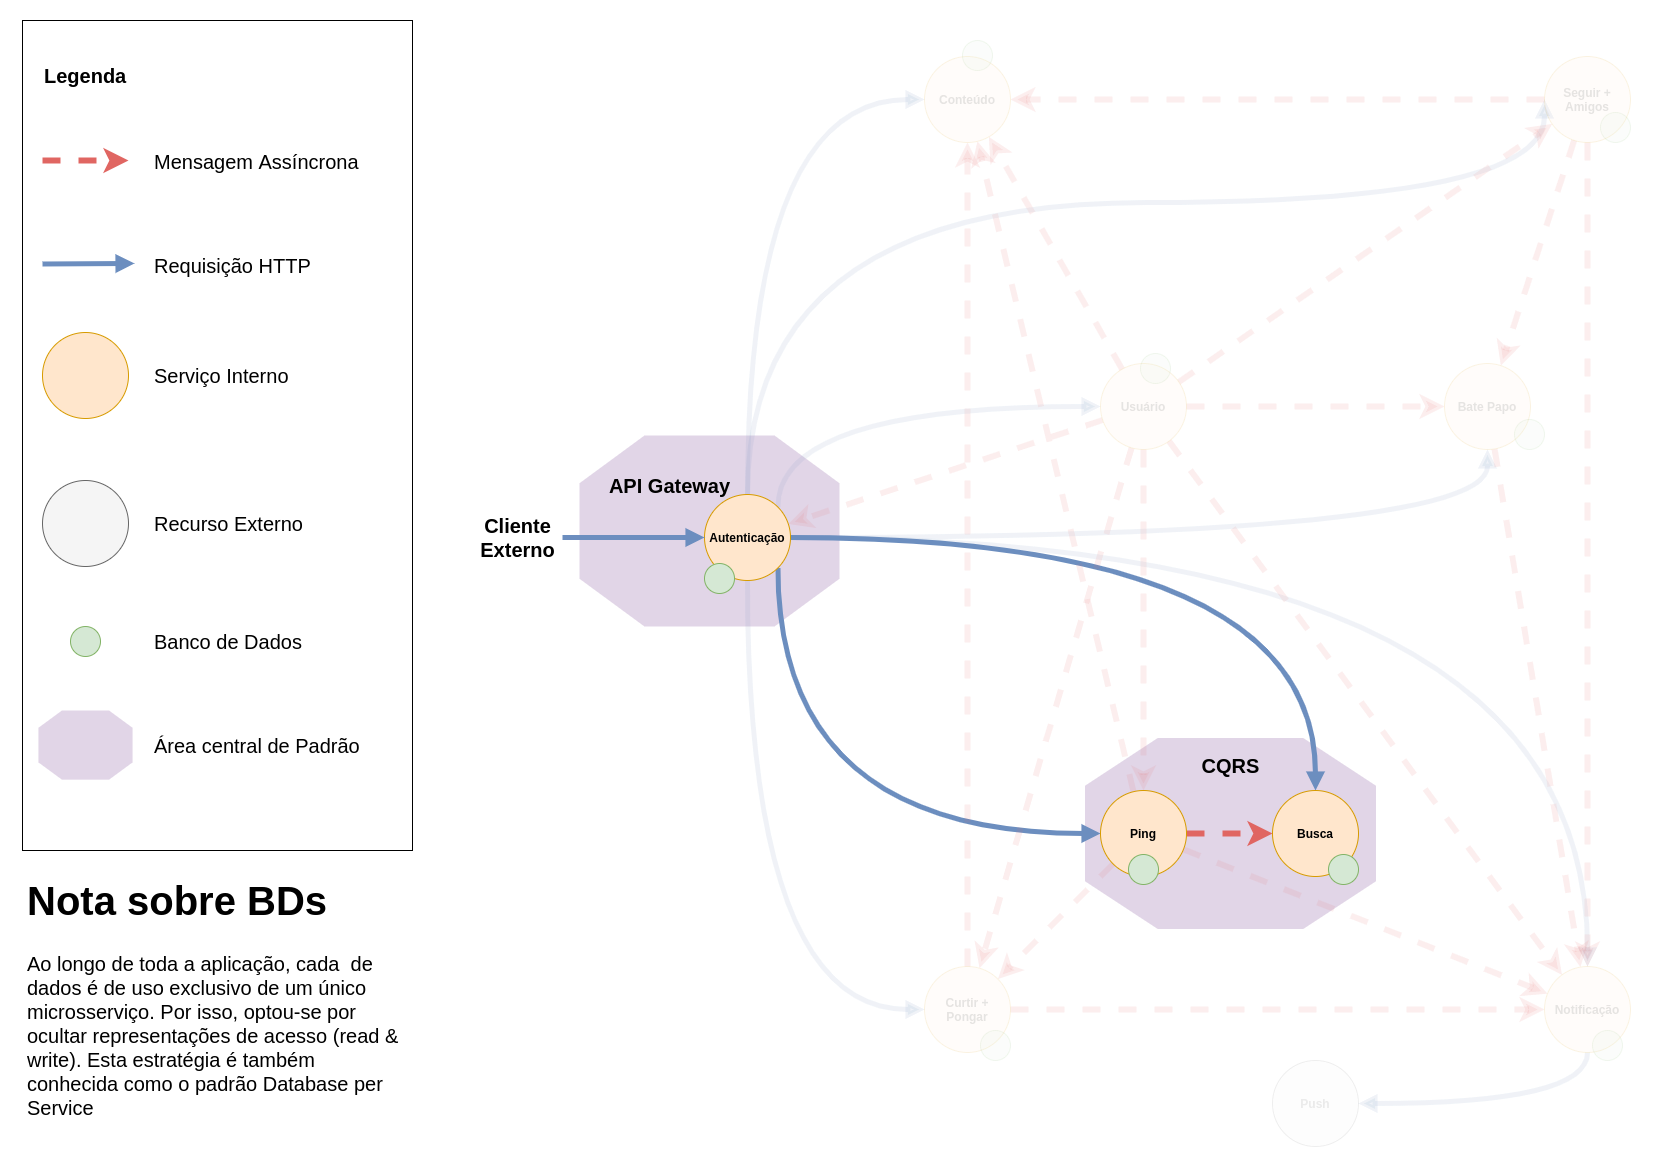 Legenda
Mensagem Assíncrona
Requisição HTTP
Serviço Interno
Recurso Externo
Banco de Dados
Área central de Padrão
Nota sobre BDs
Ao longo de toda a aplicação, cada  de
dados é de uso exclusivo de um único
microsserviço. Por isso, optou-se por
ocultar representações de acesso (read &
write). Esta estratégia é também
conhecida como o padrão Database per
Service
Conteúdo
Seguir +
Amigos
Usuário
Bate Papo
API Gateway
Cliente
Externo
Autenticação
CQRS
Ping
Busca
Curtir +
Pongar
Notificação
Push